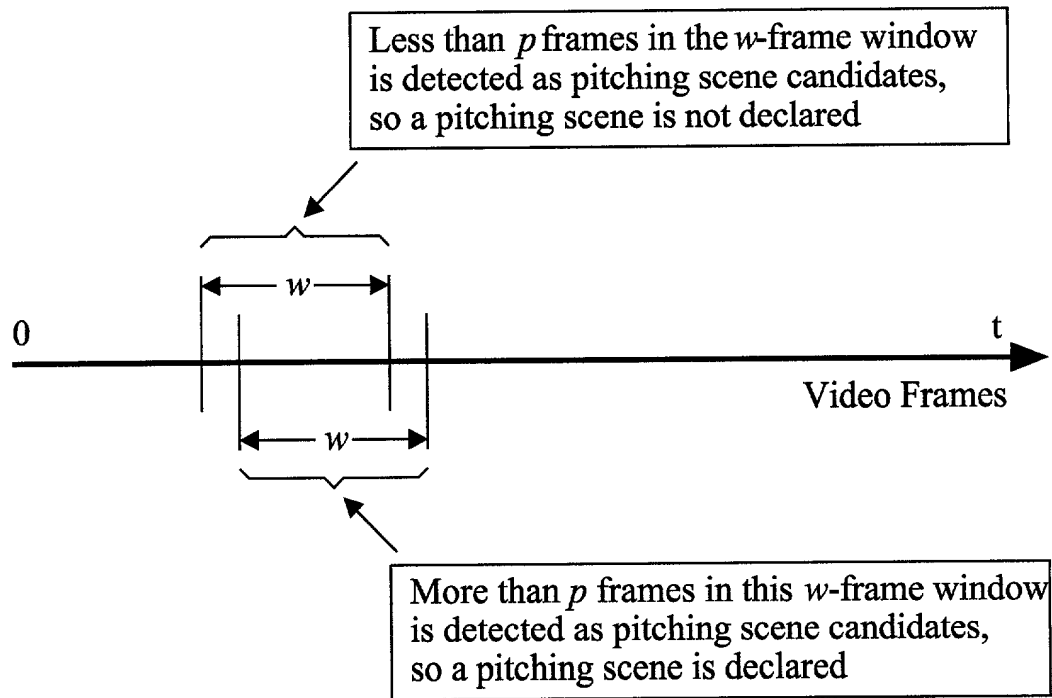 Less than p frames in the w-frame window
is detected as pitching scene candidates,
so a pitching scene is not declared
w
0
t
Video Frames
w
More than p frames in this w-frame window
is detected as pitching scene candidates,
so a pitching scene is declared